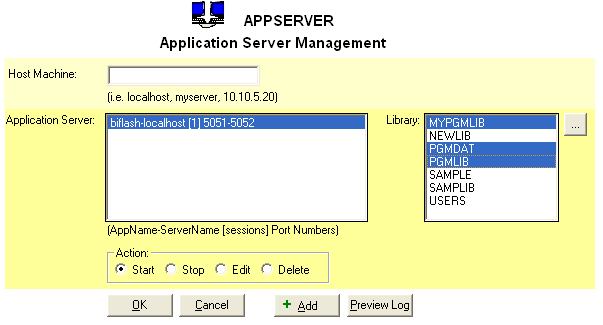 APPSERVER
Application Server Management
Host Machine:
(i.e. localhost, myserver, 10.10.5.20)
Application Server:
biflash-localhost [1] 5051-5052
Library:
MYPGMLIB
NEWLIB
PGMDAT
PGMLIB
SAMPLE
SAMPLIB
USERS
...
(AppName-ServerName [sessions] Port Numbers)
Action:
Start Stop Edit Delete
OK Cancel + Add Preview Log